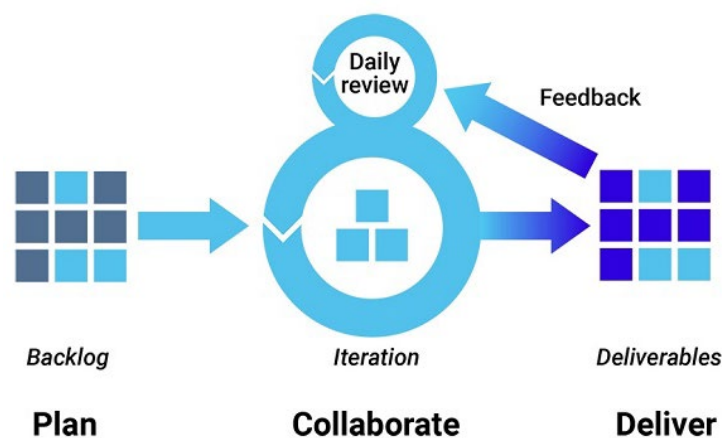 Daily
review
Feedback
Backlog
Iteration
Deliverables
Plan
Collaborate
Deliver